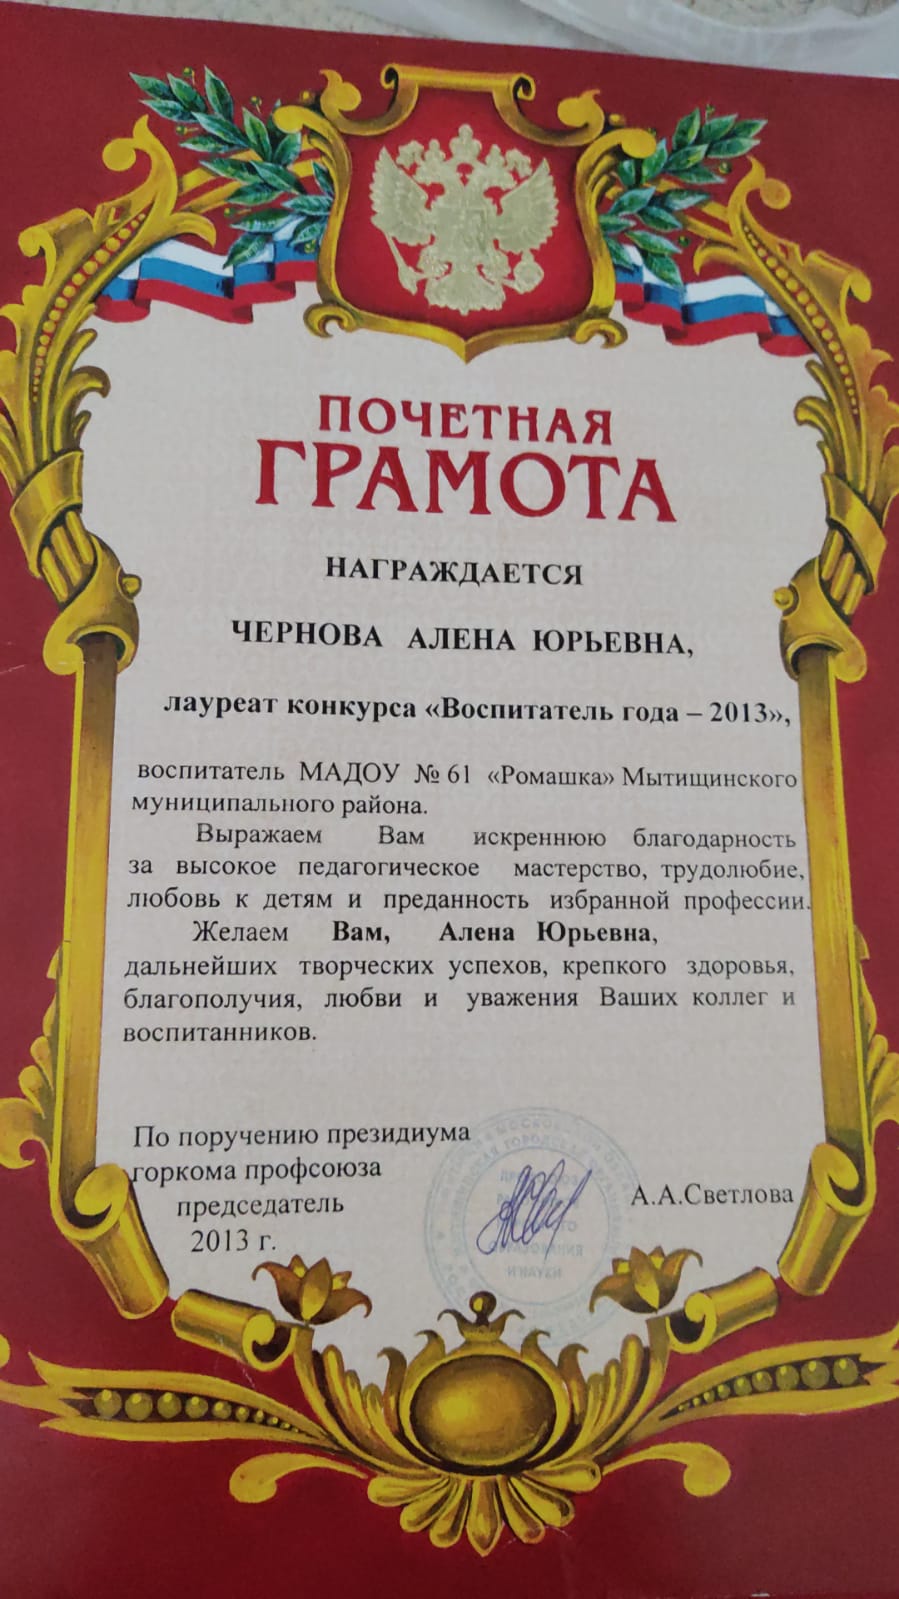 ПОЧЕТНАЯ
ГРАМОТА
НАГРАЖДАЕТСЯ
ЧЕРНОВА АЛЕНА ЮРЬЕВНА,
лауреат конкурса «Воспитатель года – 2013»,
воспитатель МАДОУ № 61 «Ромашка» Мытищинского
муниципального района.
Выражаем Вам искреннюю благодарность
за высокое педагогическое мастерство, трудолюбие,
любовь к детям и преданность избранной профессии.
Желаем Вам, Алена Юрьевна,
дальнейших творческих успехов, крепкого здоровья,
благополучия, любви и уважения Ваших коллег и
воспитанников.
По поручению президиума
горкома профсоюза
председатель
А.А.Светлова
2013 г.
ОБРАЗОВАНИЯ
И НАУКИ